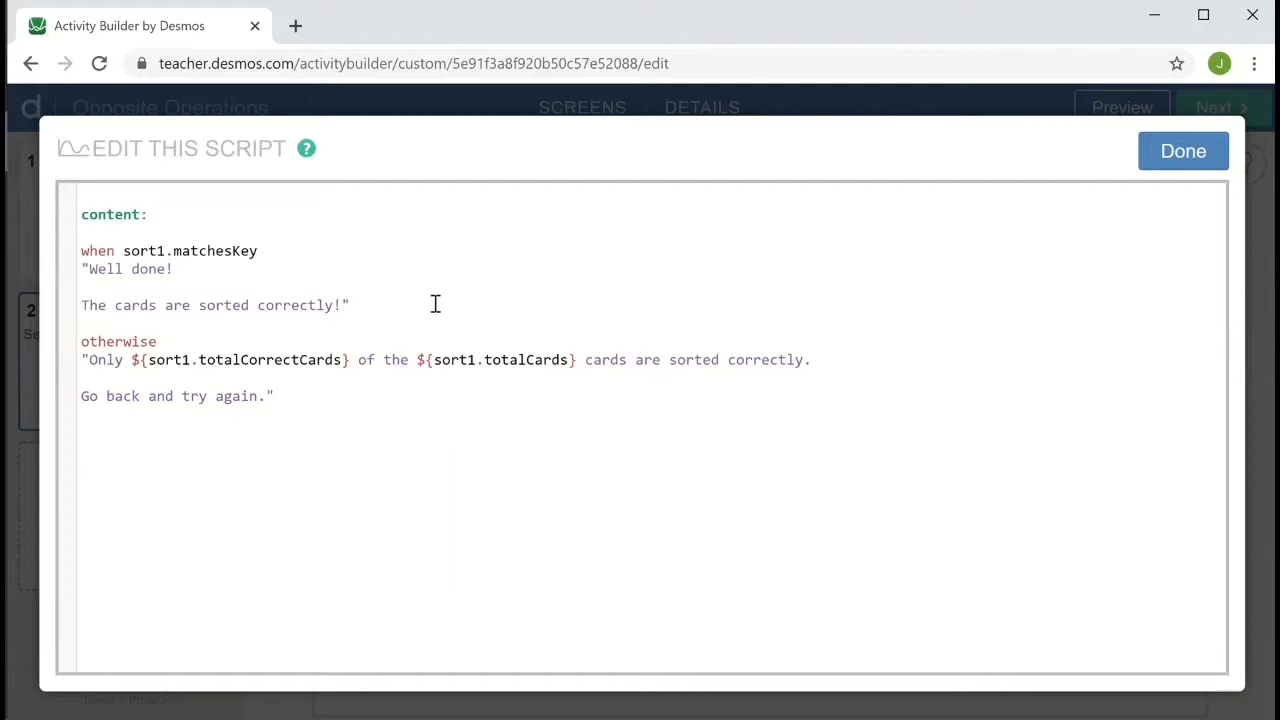 Activity Builder by Desmos
teacher.desmos.com/activitybuilder/custom/5e91f3a8f920b50c57e52088/edit
J
d Opposite Operations SCREENS DETAILS Preview Next >
1
EDIT THIS SCRIPT ?
Done
content:
when sort1.matchesKey
"Well done!
The cards are sorted correctly!"
otherwise
"Only ${sort1.totalCorrectCards} of the ${sort1.totalCards} cards are sorted correctly.
Go back and try again."
2